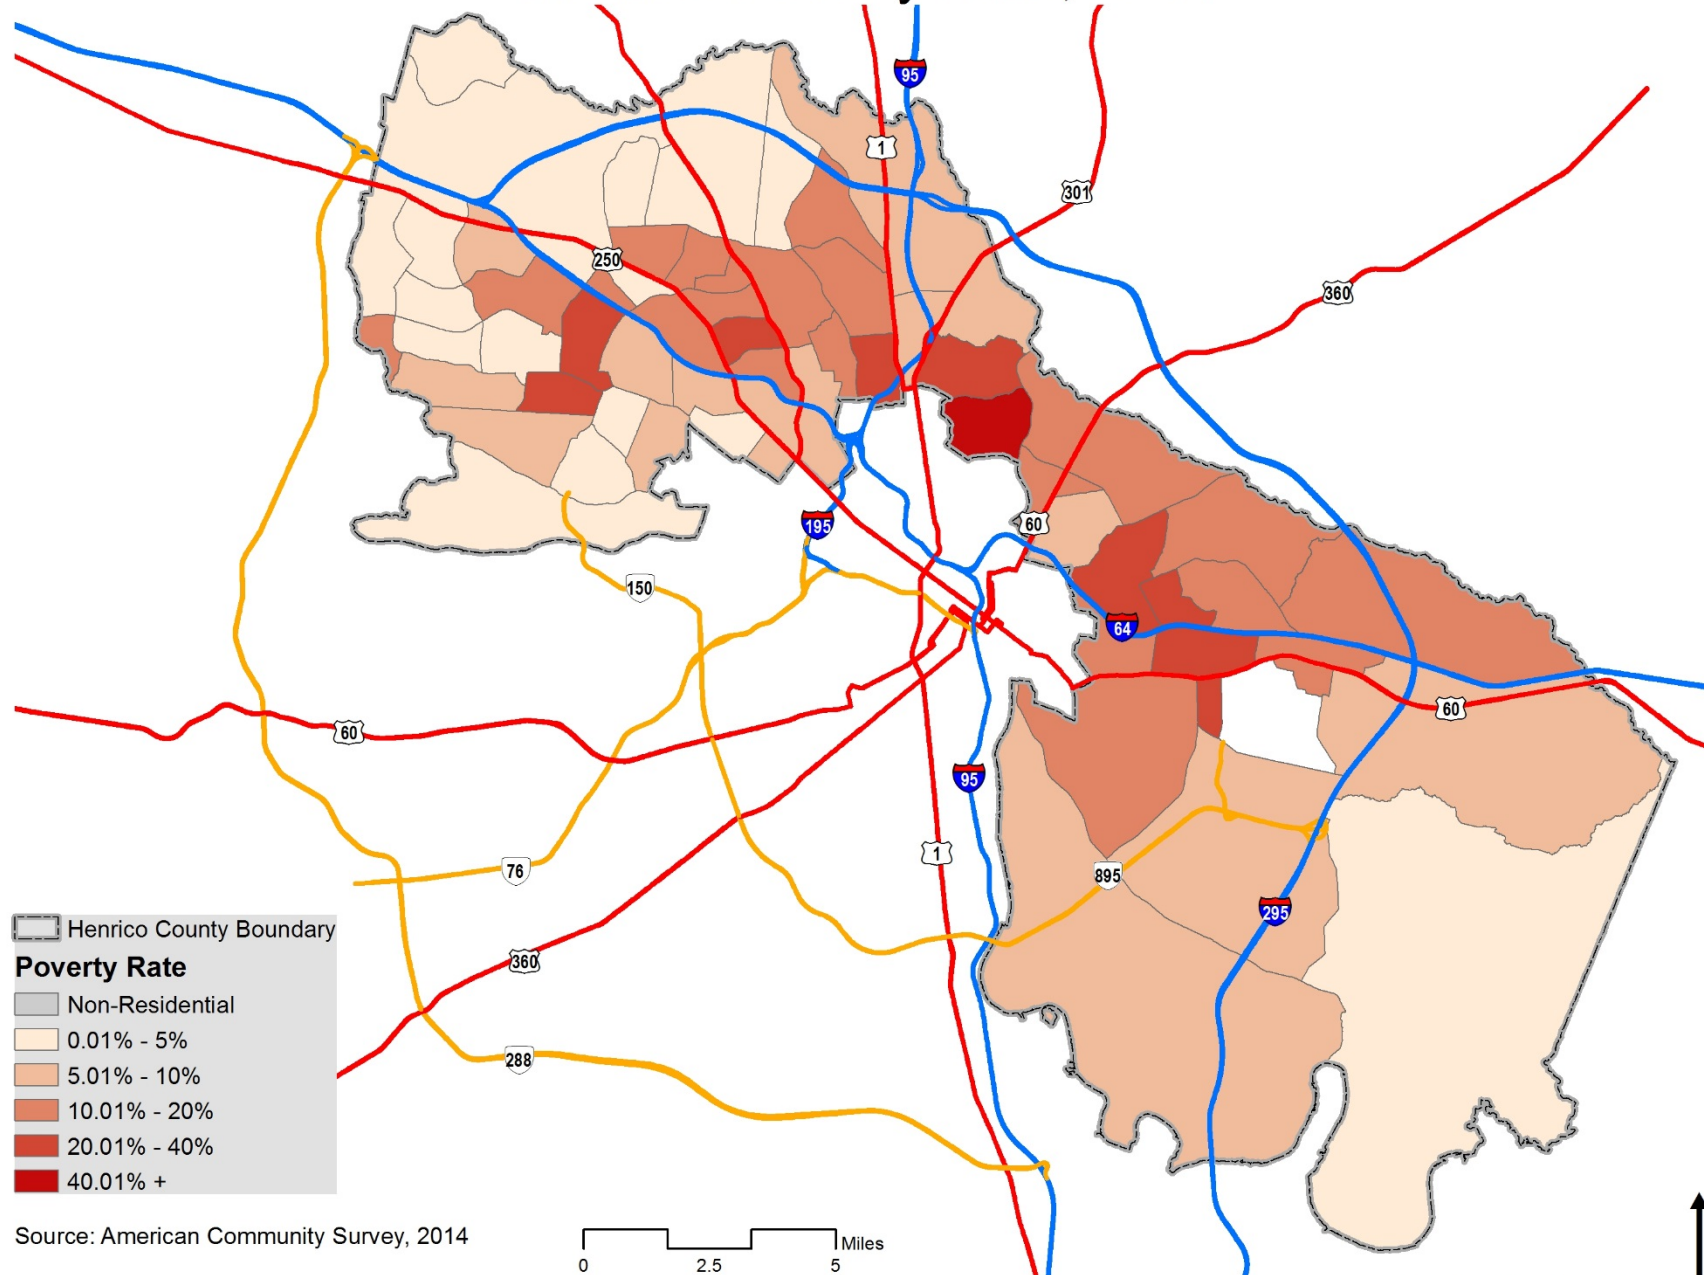 95
1
301
250
360
195
60
150
64
60
60
95
76
1
895
295
360
288
Henrico County Boundary
Poverty Rate
Non-Residential
0.01% - 5%
5.01% - 10%
10.01% - 20%
20.01% - 40%
40.01% +
Source: American Community Survey, 2014
Miles
0 2.5 5